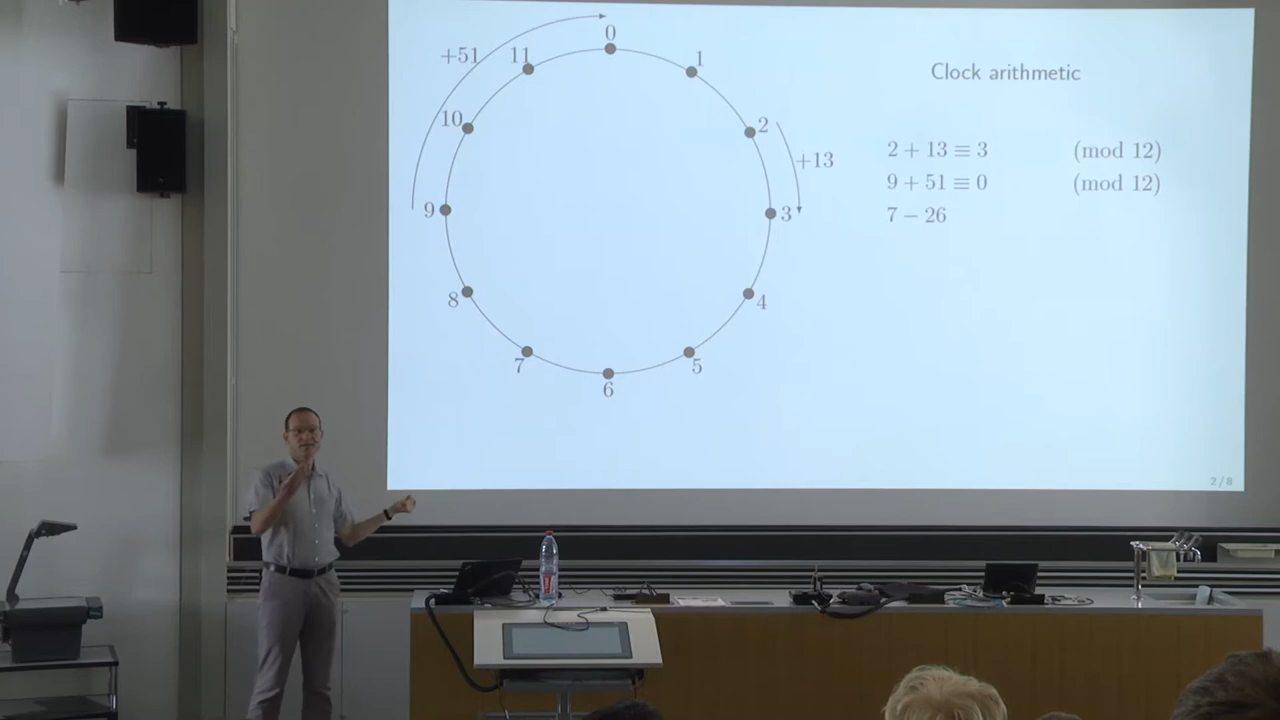 0
+51
11
1
Clock arithmetic
10
2
2 + 13 ≡ 3 (mod 12)
+13
9 + 51 ≡ 0 (mod 12)
9
3
7 − 26
8
4
7
5
6
2 / 8